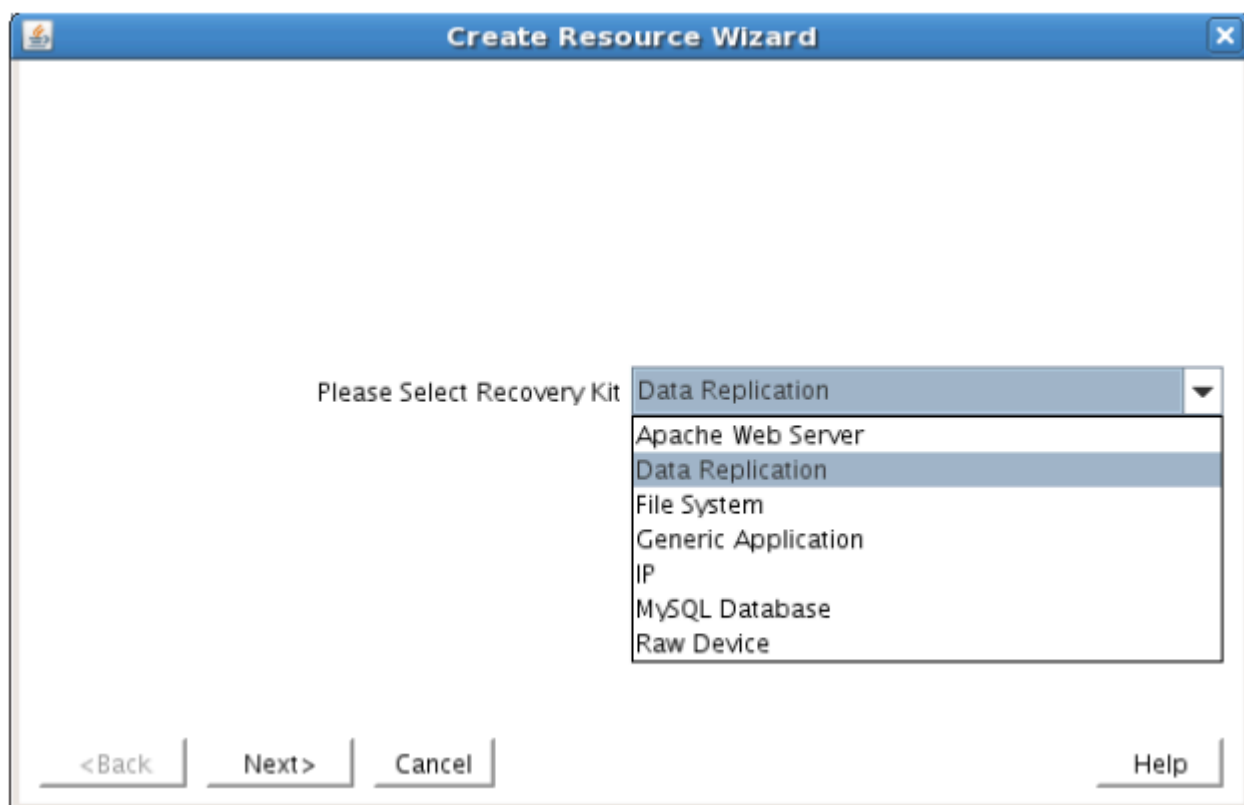 Create Resource Wizard
Please Select Recovery Kit Data Replication
Apache Web Server
Data Replication
File System
Generic Application
IP
MySQL Database
Raw Device
<Back Next> Cancel Help